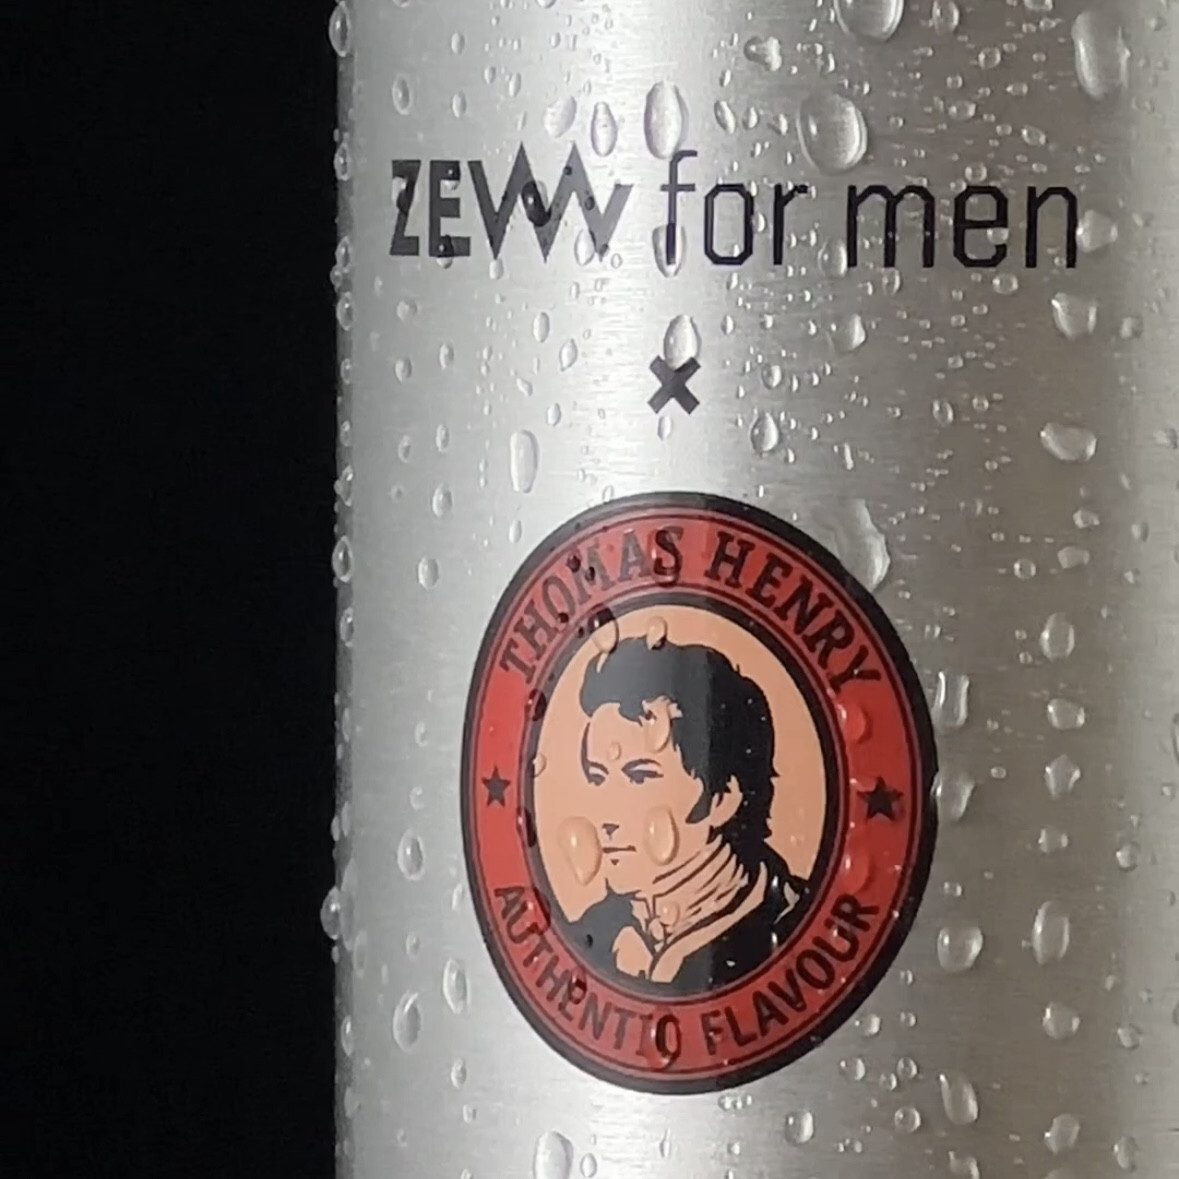 ZEW for men
×
THOMAS HENRY
AUTHENTIC FLAVOUR